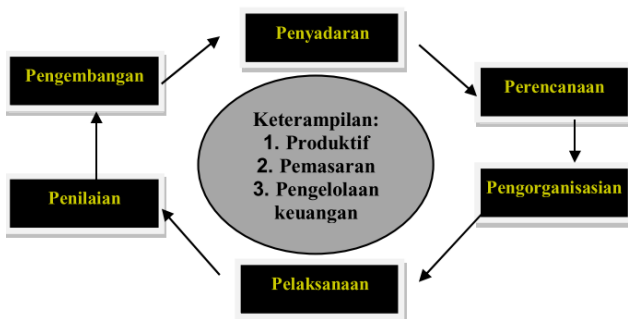 Penyadaran
Pengembangan
Perencanaan
Keterampilan:
1. Produktif
2. Pemasaran
3. Pengelolaan
keuangan
Penilaian
Pengorganisasian
Pelaksanaan